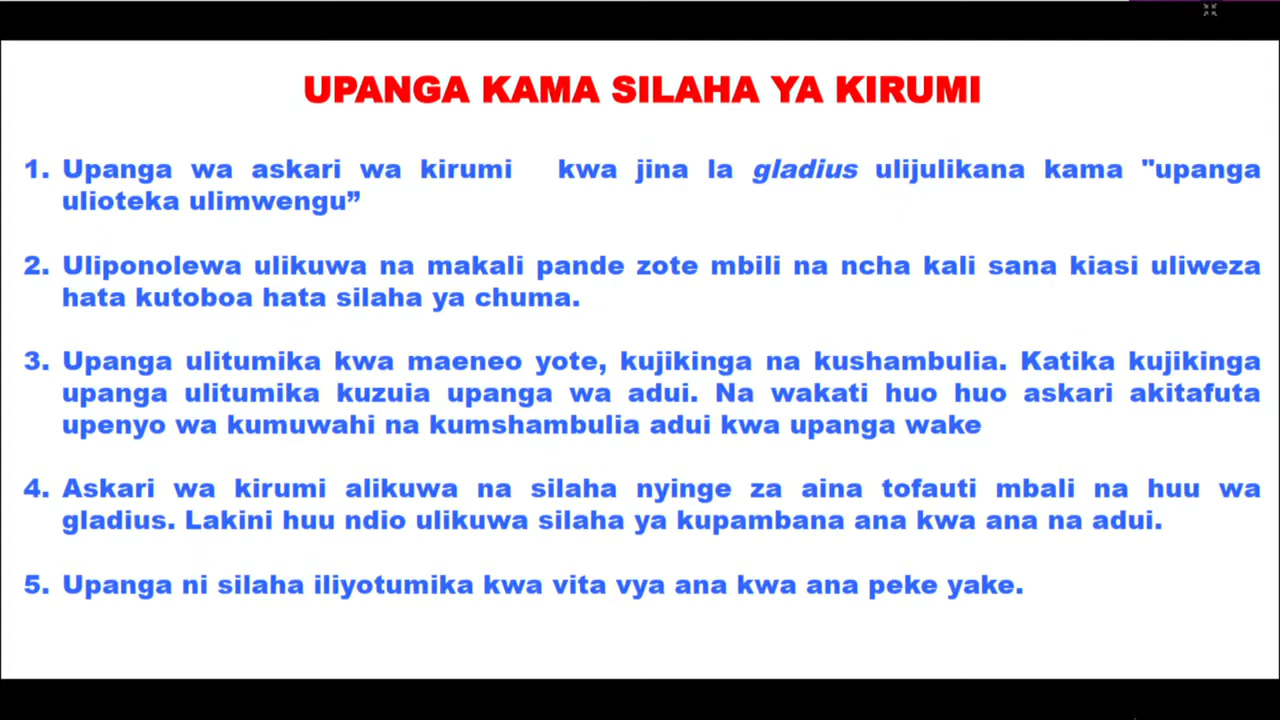 UPANGA KAMA SILAHA YA KIRUMI
1. Upanga wa askari wa kirumi kwa jina la gladius ulijulikana kama "upanga
ulioteka ulimwengu”
2. Uliponolewa ulikuwa na makali pande zote mbili na ncha kali sana kiasi uliweza
hata kutoboa hata silaha ya chuma.
3. Upanga ulitumika kwa maeneo yote, kujikinga na kushambulia. Katika kujikinga
upanga ulitumika kuzuia upanga wa adui. Na wakati huo huo askari akitafuta
upenyo wa kumuwahi na kumshambulia adui kwa upanga wake
4. Askari wa kirumi alikuwa na silaha nyinge za aina tofauti mbali na huu wa
gladius. Lakini huu ndio ulikuwa silaha ya kupambana ana kwa ana na adui.
5. Upanga ni silaha iliyotumika kwa vita vya ana kwa ana peke yake.